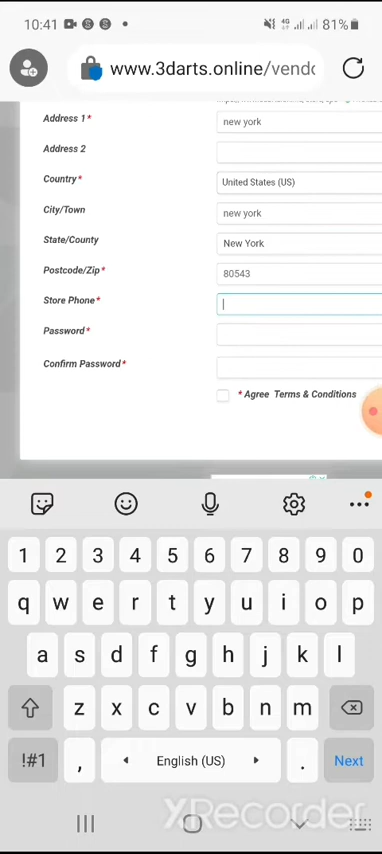 10:41
4G
81%
www.3darts.online/vendo
Address 1*
new york
Address 2
Country*
United States (US)
City/Town
new york
State/County
New York
Postcode/Zip*
80543
Store Phone*
Password*
Confirm Password*
* Agree Terms & Conditions
1 2 3 4 5 6 7 8 9 0
q w e r t y u i o p
a s d f g h j k l
z x c v b n m
!#1 , English (US) . Next
XRecorder